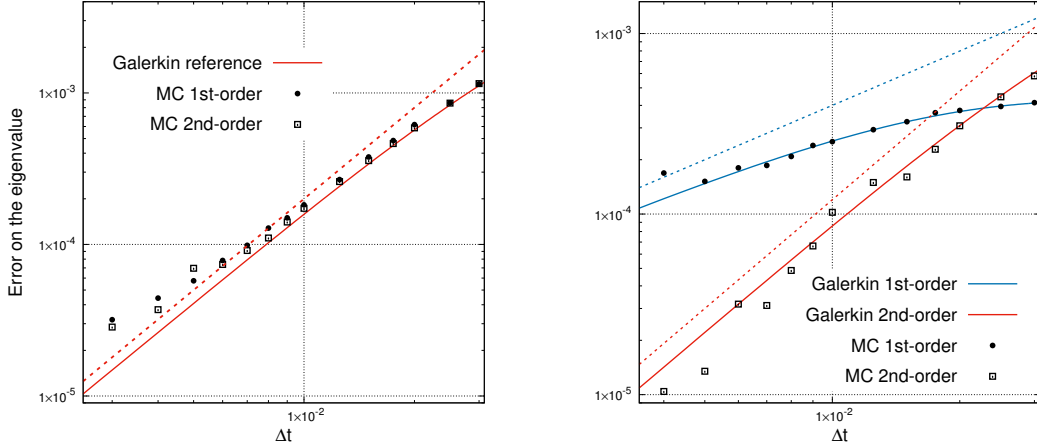 Error on the eigenvalue
1×10⁻³
1×10⁻⁴
1×10⁻⁵
Galerkin reference
MC 1st-order
MC 2nd-order
1×10⁻²
Δt
1×10⁻³
1×10⁻⁴
1×10⁻⁵
Galerkin 1st-order
Galerkin 2nd-order
MC 1st-order
MC 2nd-order
1×10⁻²
Δt